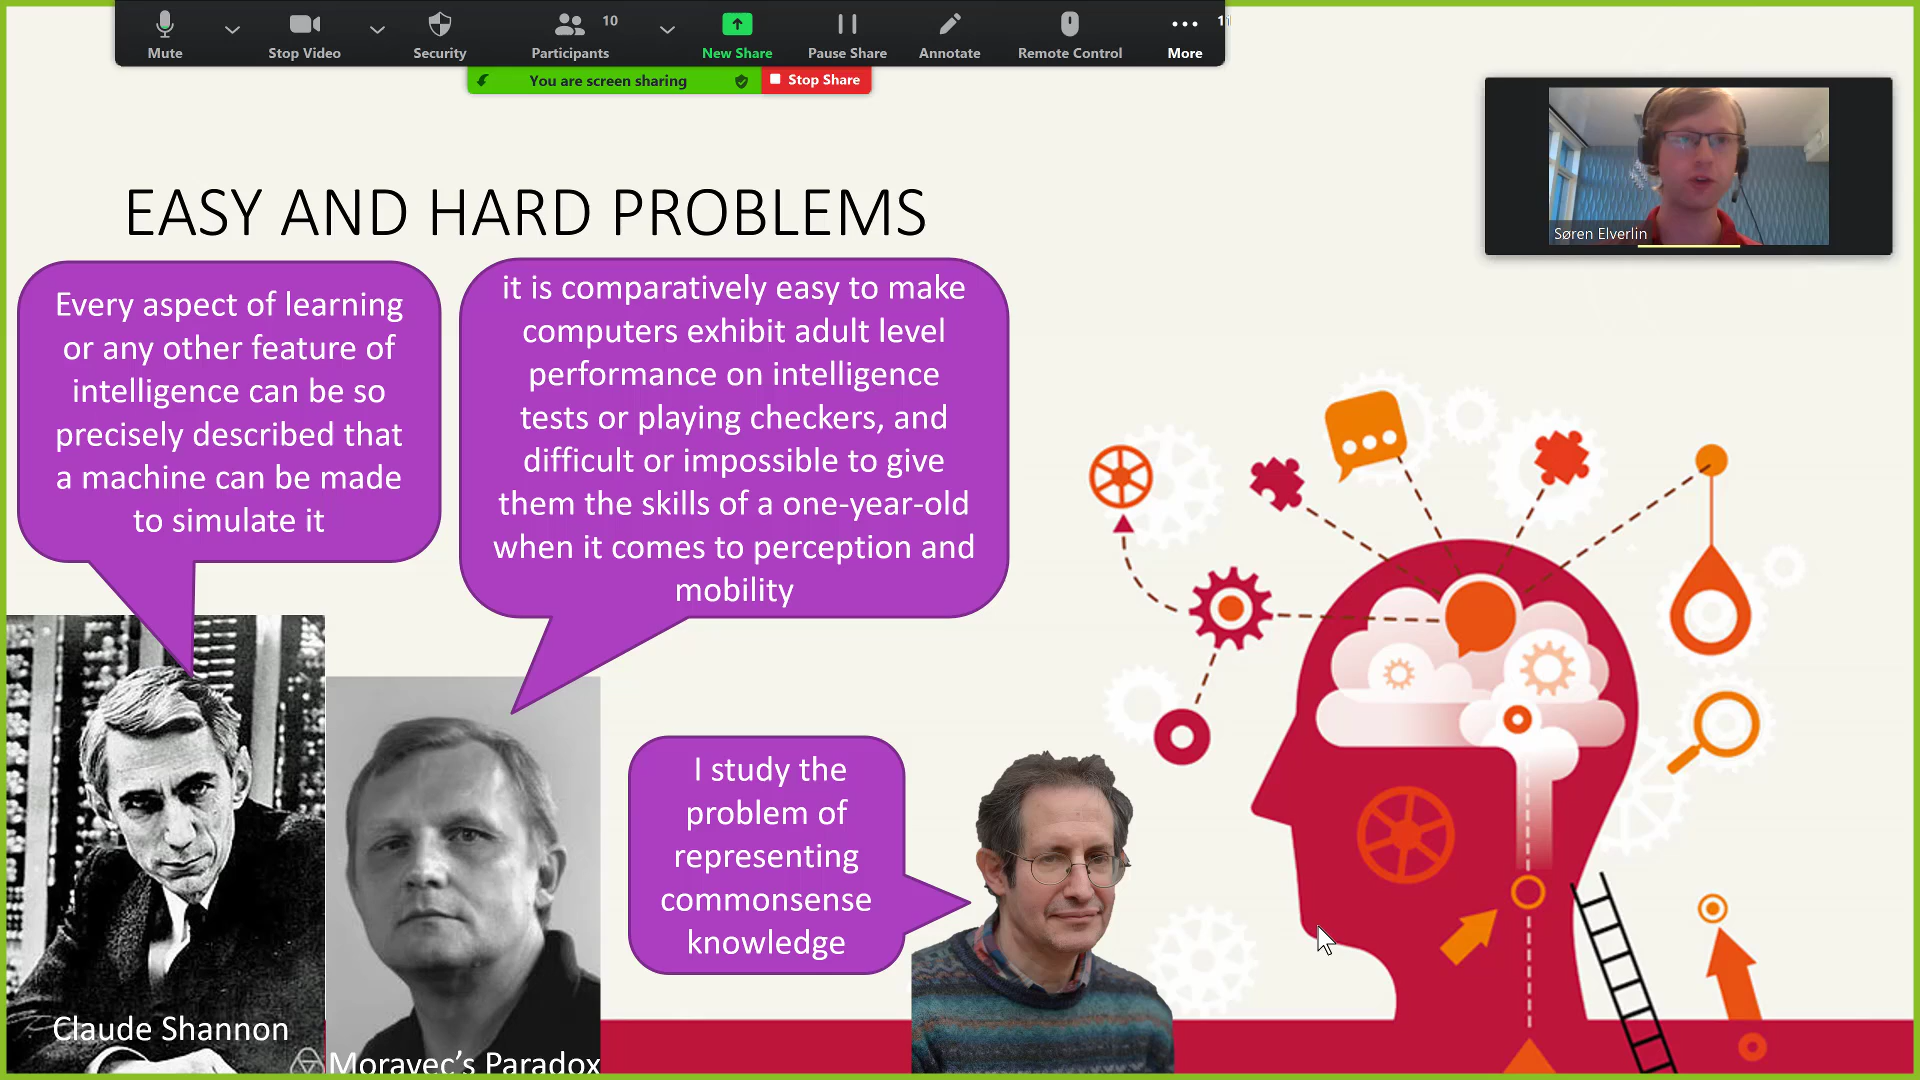 Mute
Stop Video
Security
Participants
10
New Share
Pause Share
Annotate
Remote Control
More
You are screen sharing
Stop Share
Søren Elverlin
EASY AND HARD PROBLEMS
Every aspect of learning
or any other feature of
intelligence can be so
precisely described that
a machine can be made
to simulate it
it is comparatively easy to make
computers exhibit adult level
performance on intelligence
tests or playing checkers, and
difficult or impossible to give
them the skills of a one-year-old
when it comes to perception and
mobility
I study the
problem of
representing
commonsense
knowledge
Claude Shannon
Moravec's Paradox